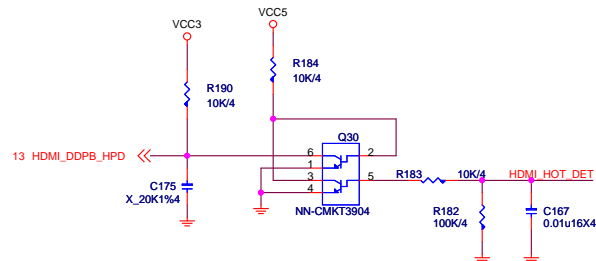 VCC3
VCC5
R184
10K/4
R190
10K/4
Q30
13 HDMI_DDPB_HPD
6
1
3
4
2
5
R183
10K/4
HDMI_HOT_DET
C175
X_20K1%4
NN-CMKT3904
R182
100K/4
C167
0.01u16X4